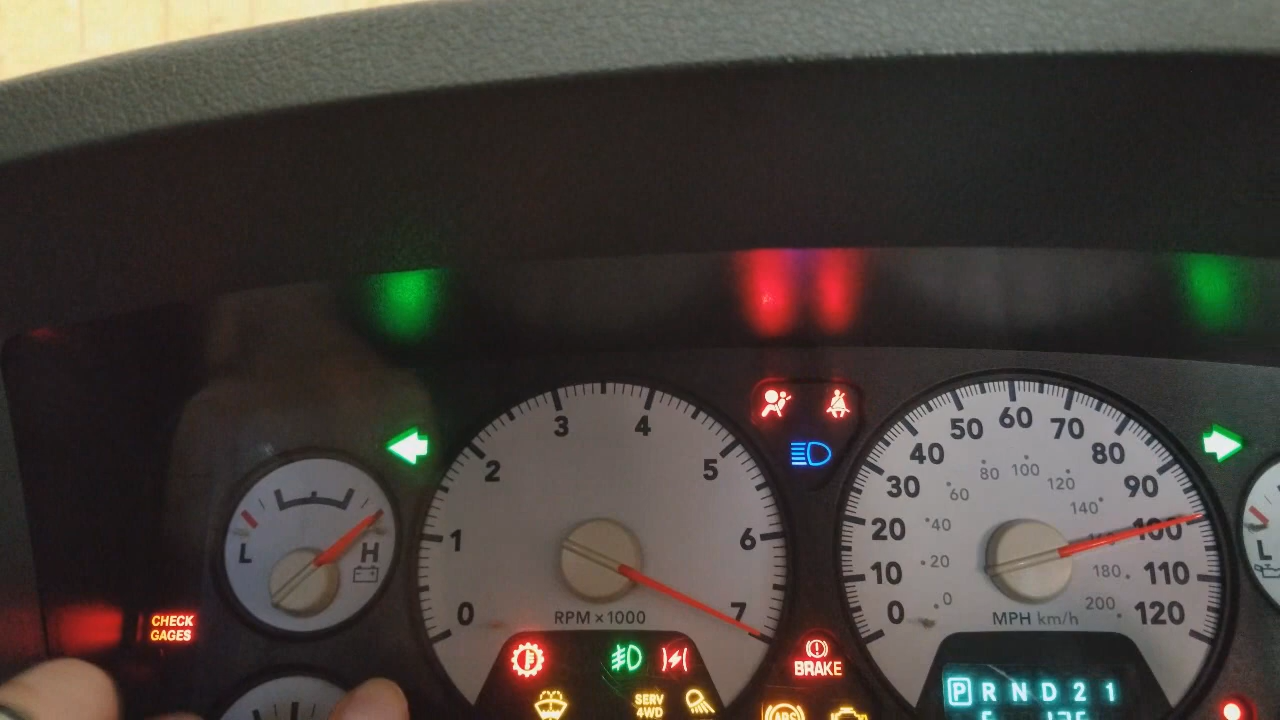 3 4
2 5
1 6
0 7
RPM×1000
L H
CHECK
GAGES
BRAKE
SERV
4WD
ABS
50 60 70
40 80
30 90
20 100
10 110
0 120
80 100 120
60 140
40
20 180
0 200
MPH km/h
P R N D 2 1
L